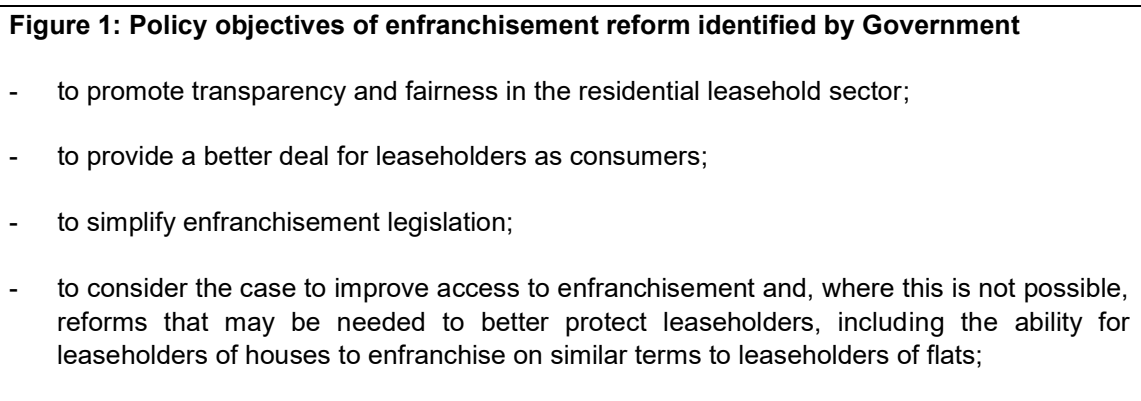 Figure 1: Policy objectives of enfranchisement reform identified by Government
- to promote transparency and fairness in the residential leasehold sector;
- to provide a better deal for leaseholders as consumers;
- to simplify enfranchisement legislation;
- to consider the case to improve access to enfranchisement and, where this is not possible,
reforms that may be needed to better protect leaseholders, including the ability for
leaseholders of houses to enfranchise on similar terms to leaseholders of flats;